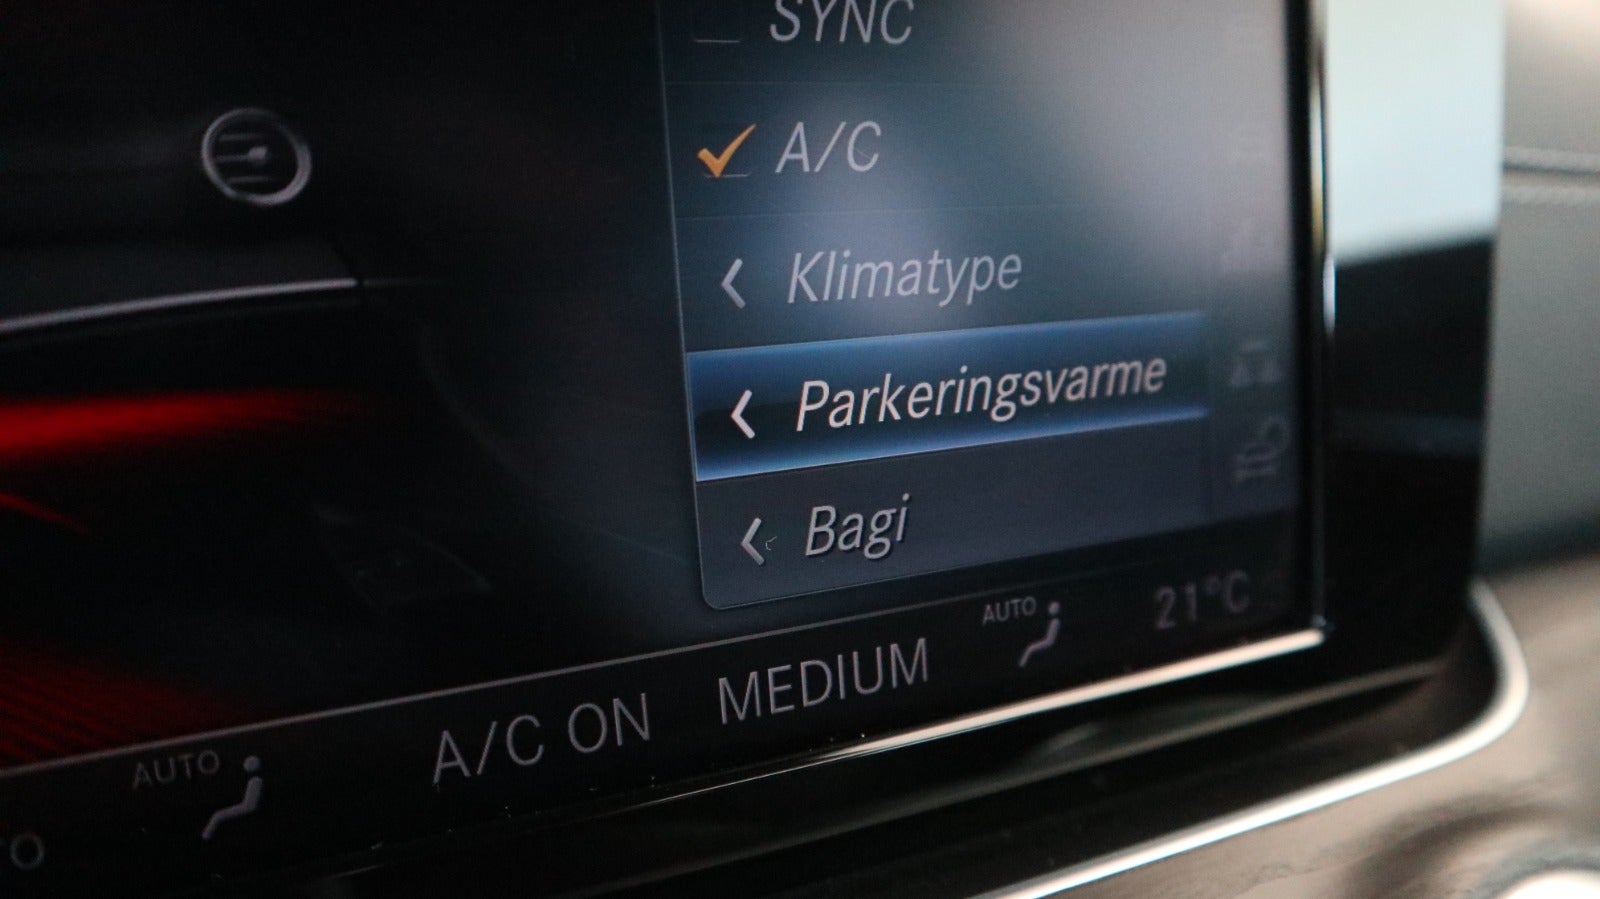 SYNC
A/C
Klimatype
Parkeringsvarme
Bagi
AUTO
21°C
AUTO
A/C ON
MEDIUM